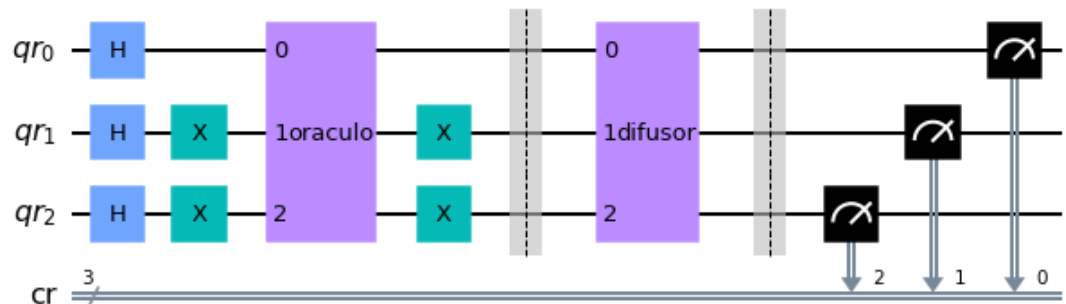 qr0 H 0 0
qr1 H X 1oraculo X 1difusor
qr2 H X 2 X 2
cr 3 2 1 0